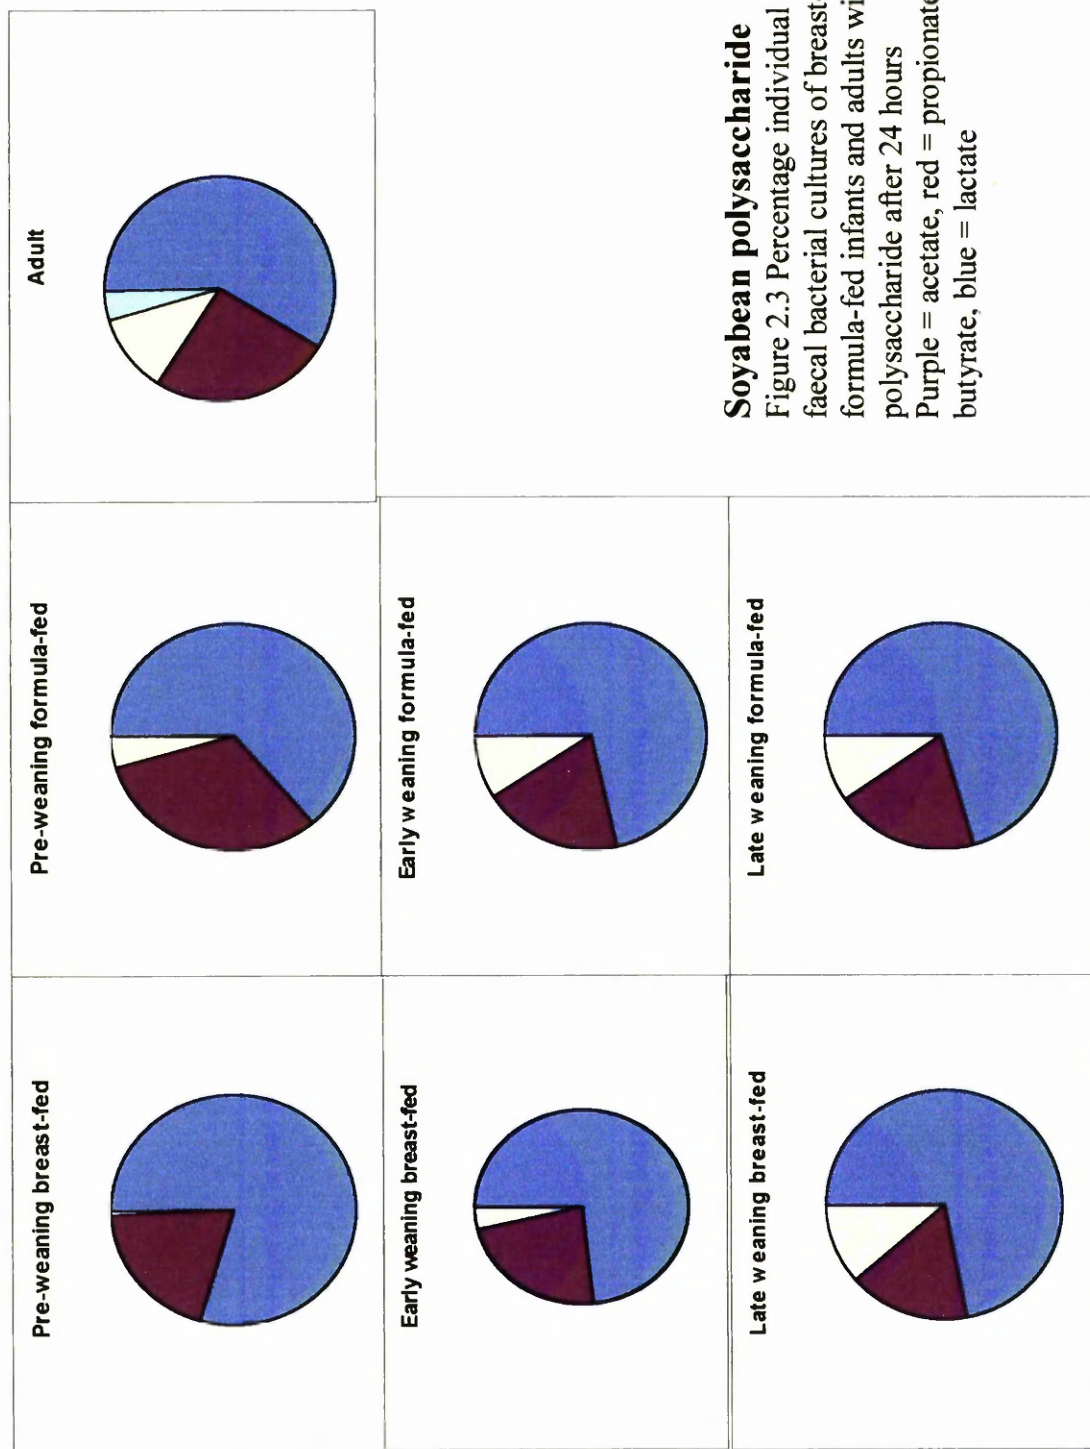 Pre-weaning breast-fed
Pre-weaning formula-fed
Adult
Early weaning breast-fed
Early weaning formula-fed
Late weaning breast-fed
Late weaning formula-fed
Soyabean polysaccharide
Figure 2.3 Percentage individual
faecal bacterial cultures of breast-
formula-fed infants and adults wi
polysaccharide after 24 hours
Purple = acetate, red = propionate
butyrate, blue = lactate